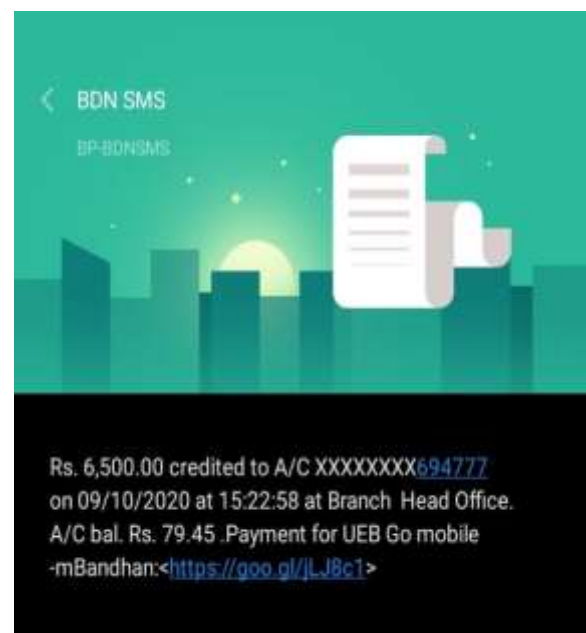 BDN SMS
BP-BDNSMS
Rs. 6,500.00 credited to A/C XXXXXXXX694777
on 09/10/2020 at 15:22:58 at Branch Head Office.
A/C bal. Rs. 79.45 .Payment for UEB Go mobile
-mBandhan:<https://goo.gl/jLJ8c1>